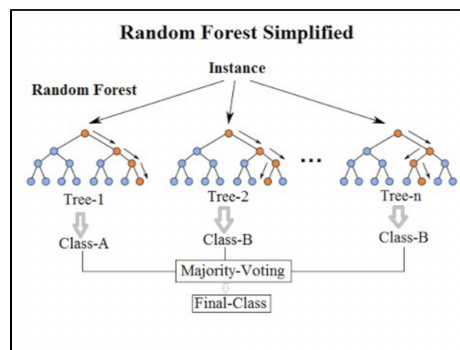 Random Forest Simplified
Instance
Random Forest
...
Tree-1 Tree-2 Tree-n
Class-A Class-B Class-B
Majority-Voting
Final-Class